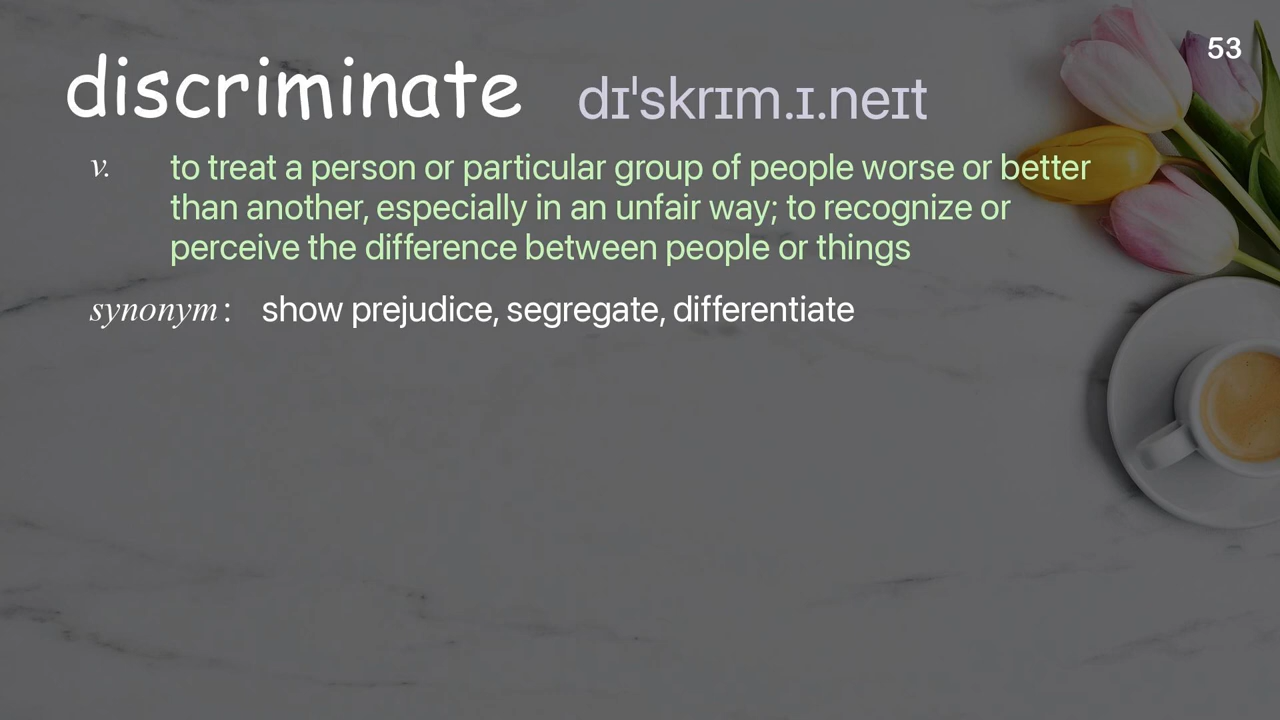 53
discriminate dɪˈskrɪm.ɪ.neɪt
v. to treat a person or particular group of people worse or better
than another, especially in an unfair way; to recognize or
perceive the difference between people or things
synonym: show prejudice, segregate, differentiate